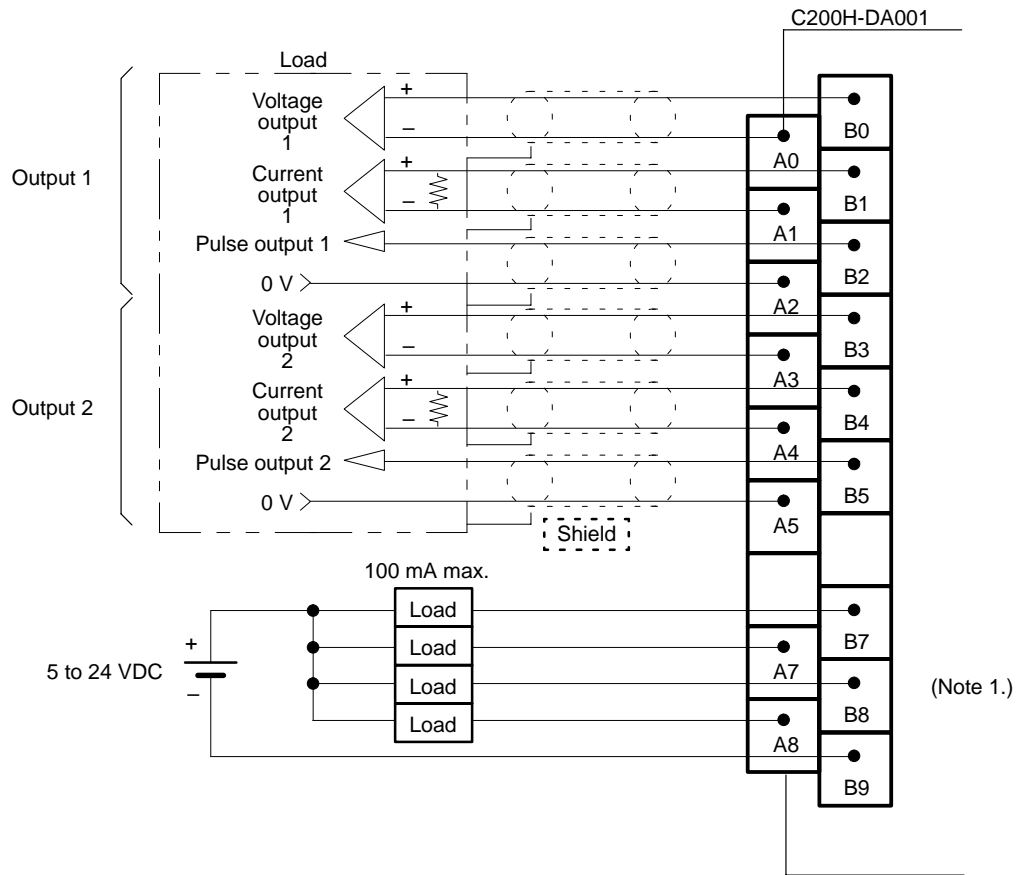 C200H-DA001
Load
Output 1
Voltage
output
1
+
−
B0
A0
Current
output
1
+
−
B1
A1
Pulse output 1
B2
0 V
A2
Output 2
Voltage
output
2
+
−
B3
A3
Current
output
2
+
−
B4
A4
Pulse output 2
B5
0 V
A5
Shield
100 mA max.
Load
B7
5 to 24 VDC
+
−
Load
A7
Load
B8
(Note 1.)
Load
A8
B9